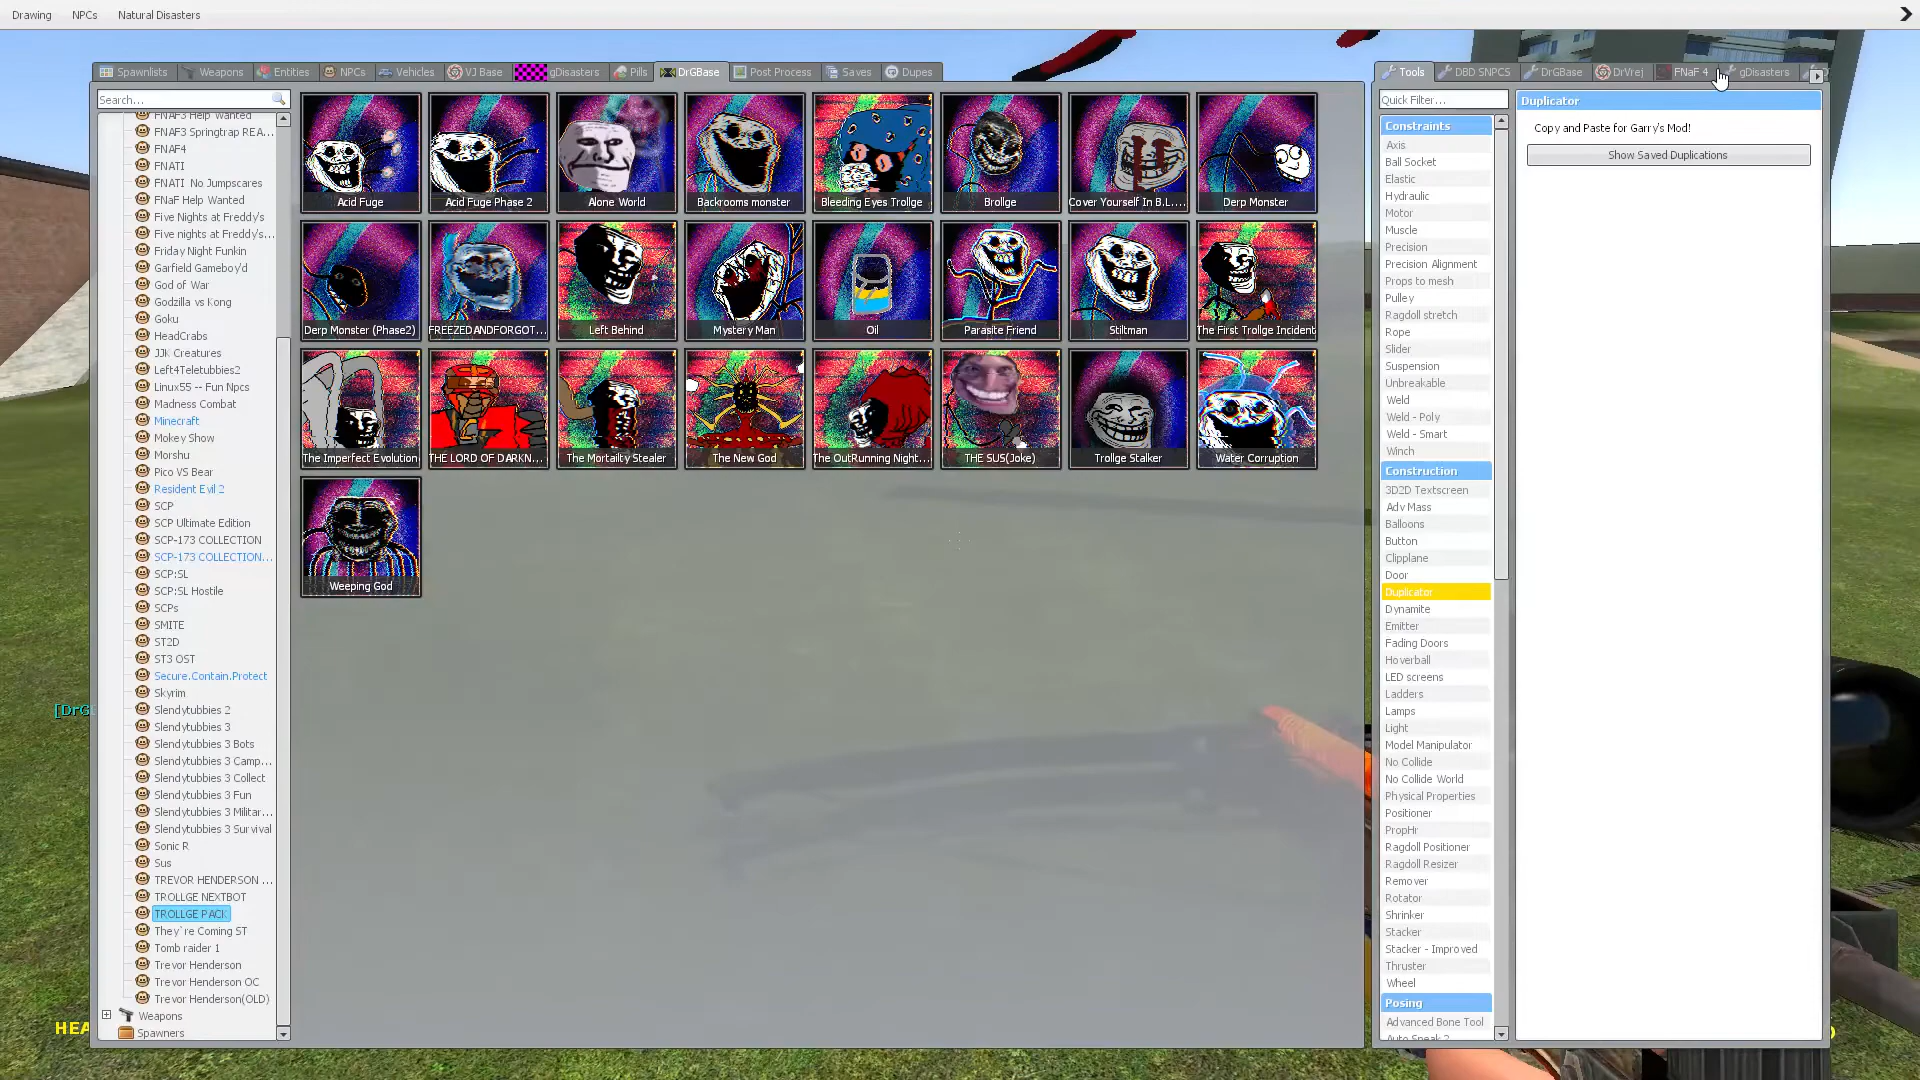 Drawing NPCs Natural Disasters
Spawnlists Weapons Entities NPCs Vehicles VJ Base gDisasters Pills DrGBase Post Process Saves Dupes
Tools DBD SNPCS DrGBase DrVrej FNaF 4 gDisasters
Search...
FNAF3 Help Wanted
FNAF3 Springtrap REA...
FNAF4
FNATI
FNATI No Jumpscares
FNaF Help Wanted
Five Nights at Freddy's
Five nights at Freddy's...
Friday Night Funkin
Garfield Gameboy'd
God of War
Godzilla vs Kong
Goku
HeadCrabs
JJK Creatures
Left4Teletubbies2
Linux55 -- Fun Npcs
Madness Combat
Minecraft
Mokey Show
Morshu
Pico VS Bear
Resident Evil 2
SCP
SCP Ultimate Edition
SCP-173 COLLECTION
SCP-173 COLLECTION...
SCP:SL
SCP:SL Hostile
SCPs
SMITE
ST2D
ST3 OST
Secure.Contain.Protect
Skyrim
Slendytubbies 2
Slendytubbies 3
Slendytubbies 3 Bots
Slendytubbies 3 Camp...
Slendytubbies 3 Collect
Slendytubbies 3 Fun
Slendytubbies 3 Militar...
Slendytubbies 3 Survival
Sonic R
Sus
TREVOR HENDERSON ...
TROLLGE NEXTBOT
TROLLGE PACK
They're Coming ST
Tomb raider 1
Trevor Henderson
Trevor Henderson OC
Trevor Henderson(OLD)
Weapons
Spawners
Acid Fuge Acid Fuge Phase 2 Alone World Backrooms monster Bleeding Eyes Trollge Brollge Cover Yourself In B.L.... Derp Monster
Derp Monster (Phase2) FREEZEDANDFORGOT... Left Behind Mystery Man Oil Parasite Friend Stiltman The First Trollge Incident
The Imperfect Evolution THE LORD OF DARKN... The Mortailty Stealer The New God The OutRunning Night... THE SUS(Joke) Trollge Stalker Water Corruption
Weeping God
Quick Filter...
Constraints
Axis
Ball Socket
Elastic
Hydraulic
Motor
Muscle
Precision
Precision Alignment
Props to mesh
Pulley
Ragdoll stretch
Rope
Slider
Suspension
Unbreakable
Weld
Weld - Poly
Weld - Smart
Winch
Construction
3D2D Textscreen
Adv Mass
Balloons
Button
Clipplane
Door
Duplicator
Dynamite
Emitter
Fading Doors
Hoverball
LED screens
Ladders
Lamps
Light
Model Manipulator
No Collide
No Collide World
Physical Properties
Positioner
PropHr
Ragdoll Positioner
Ragdoll Resizer
Remover
Rotator
Shrinker
Stacker
Stacker - Improved
Thruster
Wheel
Posing
Advanced Bone Tool
Duplicator
Copy and Paste for Garry's Mod!
Show Saved Duplications
[DrG
HEA